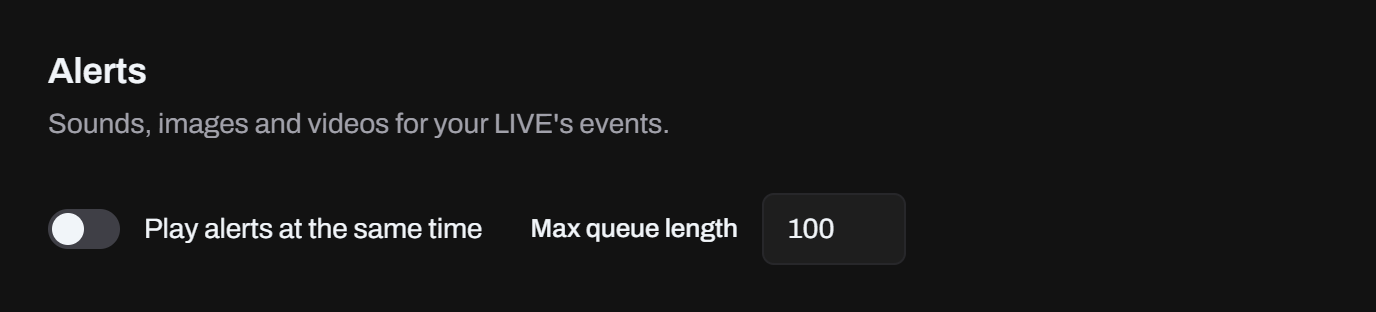 Alerts
Sounds, images and videos for your LIVE's events.
Play alerts at the same time Max queue length 100